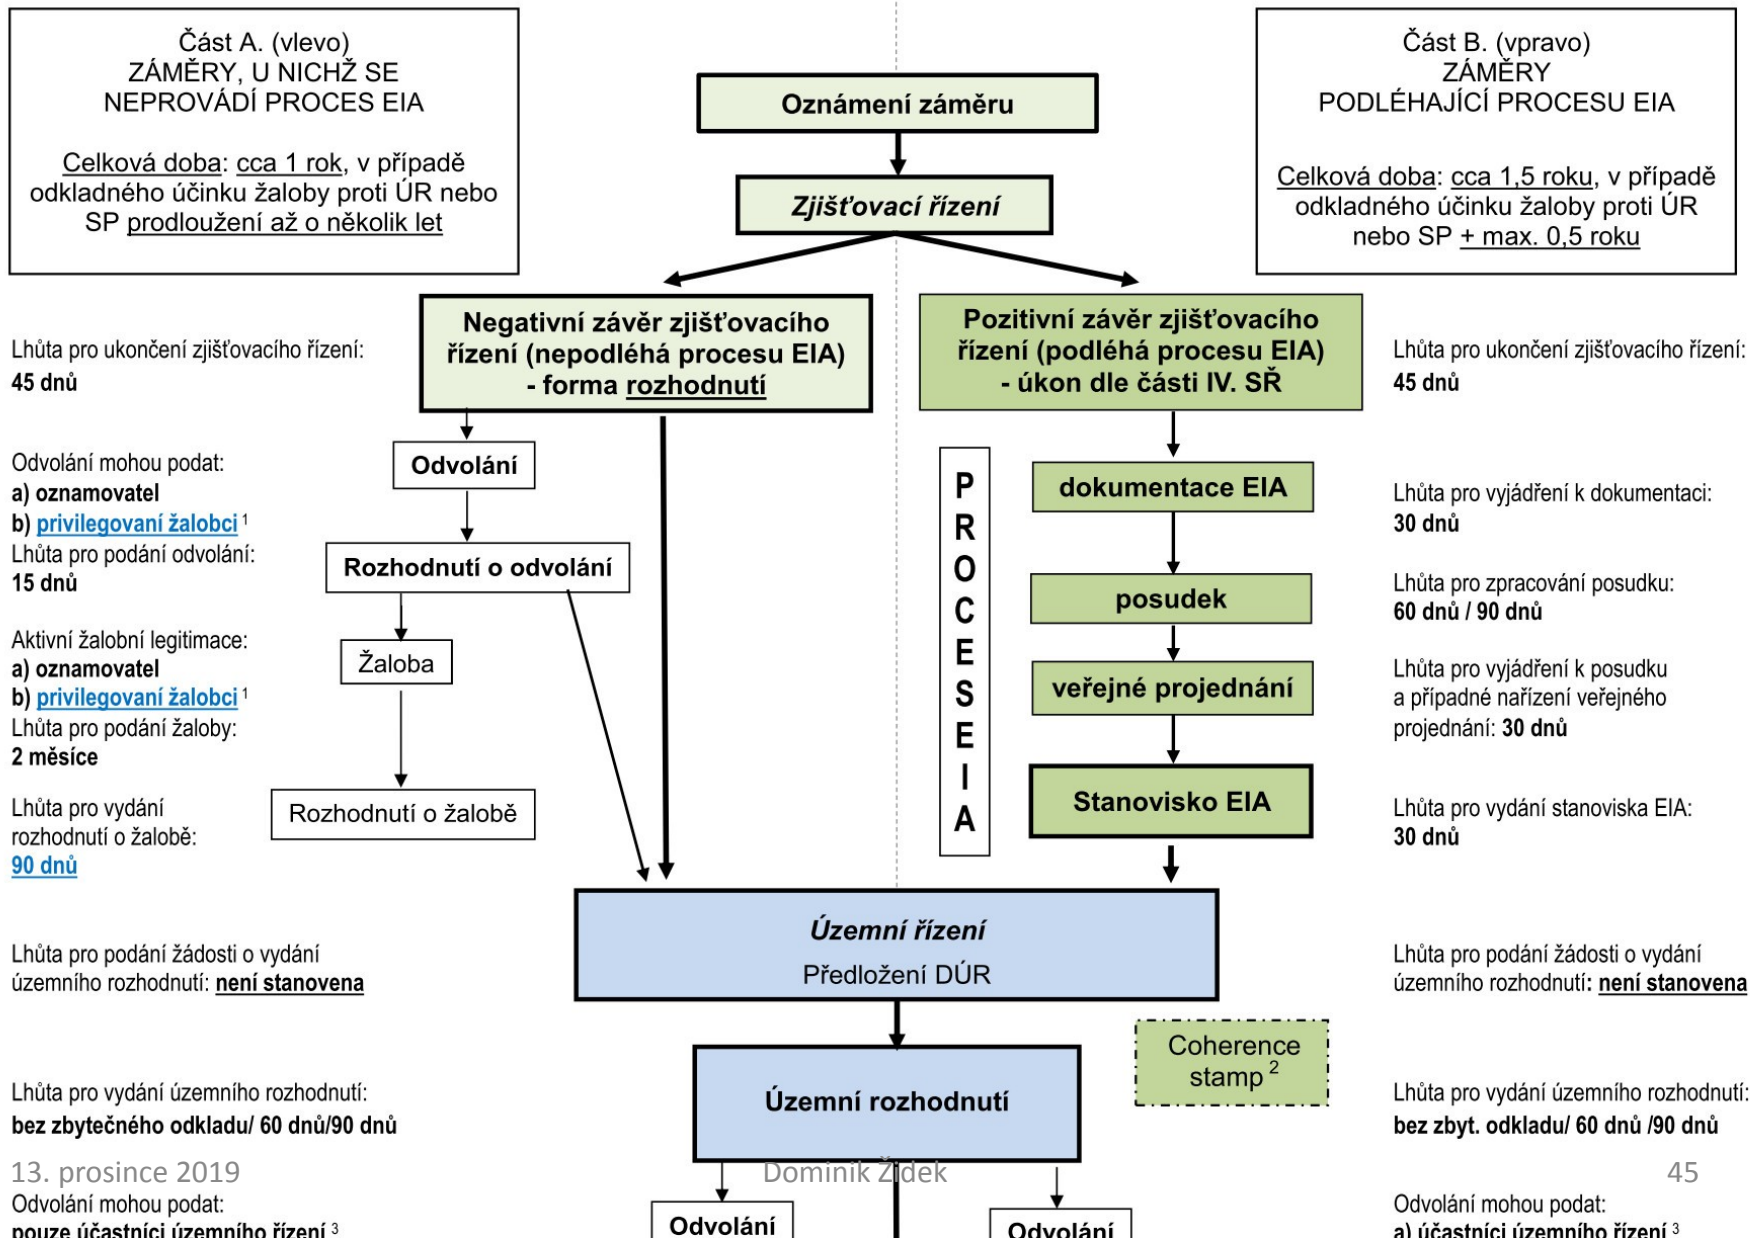 Část A. (vlevo)
ZÁMĚRY, U NICHŽ SE
NEPROVÁDÍ PROCES EIA
Celková doba: cca 1 rok, v případě
odkladného účinku žaloby proti ÚR nebo
SP prodloužení až o několik let
Část B. (vpravo)
ZÁMĚRY
PODLÉHAJÍCÍ PROCESU EIA
Celková doba: cca 1,5 roku, v případě
odkladného účinku žaloby proti ÚR
nebo SP + max. 0,5 roku
Oznámení záměru
Zjišťovací řízení
Lhůta pro ukončení zjišťovacího řízení:
45 dnů
Negativní závěr zjišťovacího
řízení (nepodléhá procesu EIA)
- forma rozhodnutí
Pozitivní závěr zjišťovacího
řízení (podléhá procesu EIA)
- úkon dle části IV. SŘ
Lhůta pro ukončení zjišťovacího řízení:
45 dnů
Odvolání mohou podat:
a) oznamovatel
b) privilegovaní žalobci 1
Lhůta pro podání odvolání:
15 dnů
Aktivní žalobní legitimace:
a) oznamovatel
b) privilegovaní žalobci 1
Lhůta pro podání žaloby:
2 měsíce
Lhůta pro vydání
rozhodnutí o žalobě:
90 dnů
Odvolání
Rozhodnutí o odvolání
Žaloba
Rozhodnutí o žalobě
P
R
O
C
E
S
E
I
A
dokumentace EIA
posudek
veřejné projednání
Stanovisko EIA
Lhůta pro vyjádření k dokumentaci:
30 dnů
Lhůta pro zpracování posudku:
60 dnů / 90 dnů
Lhůta pro vyjádření k posudku
a případné nařízení veřejného
projednání: 30 dnů
Lhůta pro vydání stanoviska EIA:
30 dnů
Lhůta pro podání žádosti o vydání
územního rozhodnutí: není stanovena
Územní řízení
Předložení DÚR
Lhůta pro podání žádosti o vydání
územního rozhodnutí: není stanovena
Coherence
stamp 2
Lhůta pro vydání územního rozhodnutí:
bez zbytečného odkladu/ 60 dnů/90 dnů
Územní rozhodnutí
Lhůta pro vydání územního rozhodnutí:
bez zbyt. odkladu/ 60 dnů /90 dnů
13. prosince 2019
Dominik Židek
45
Odvolání mohou podat:
pouze účastníci územního řízení 3
Odvolání
Odvolání
Odvolání mohou podat:
a) účastníci územního řízení 3